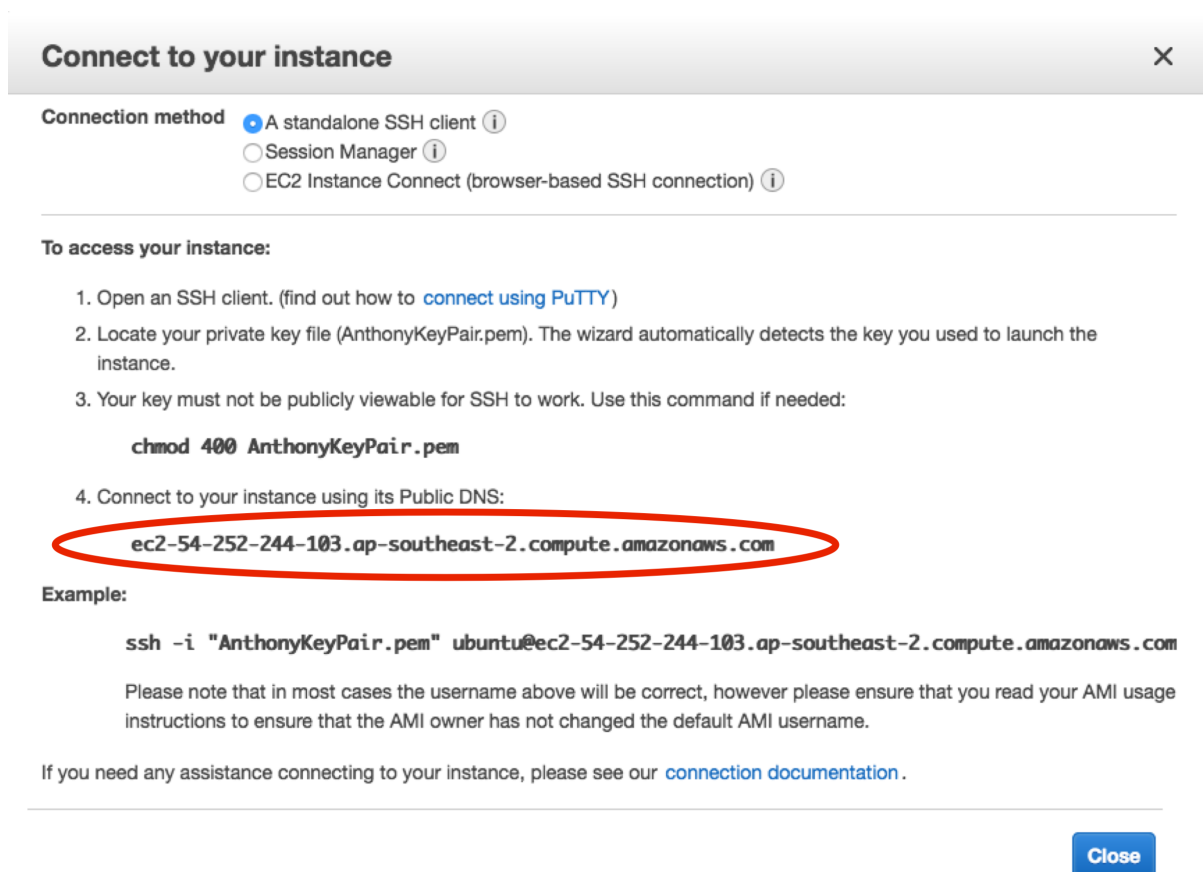 Connect to your instance ×
Connection method
A standalone SSH client i
Session Manager i
EC2 Instance Connect (browser-based SSH connection) i
To access your instance:
1. Open an SSH client. (find out how to connect using PuTTY)
2. Locate your private key file (AnthonyKeyPair.pem). The wizard automatically detects the key you used to launch the
instance.
3. Your key must not be publicly viewable for SSH to work. Use this command if needed:
chmod 400 AnthonyKeyPair.pem
4. Connect to your instance using its Public DNS:
ec2-54-252-244-103.ap-southeast-2.compute.amazonaws.com
Example:
ssh -i "AnthonyKeyPair.pem" ubuntu@ec2-54-252-244-103.ap-southeast-2.compute.amazonaws.com
Please note that in most cases the username above will be correct, however please ensure that you read your AMI usage
instructions to ensure that the AMI owner has not changed the default AMI username.
If you need any assistance connecting to your instance, please see our connection documentation .
Close